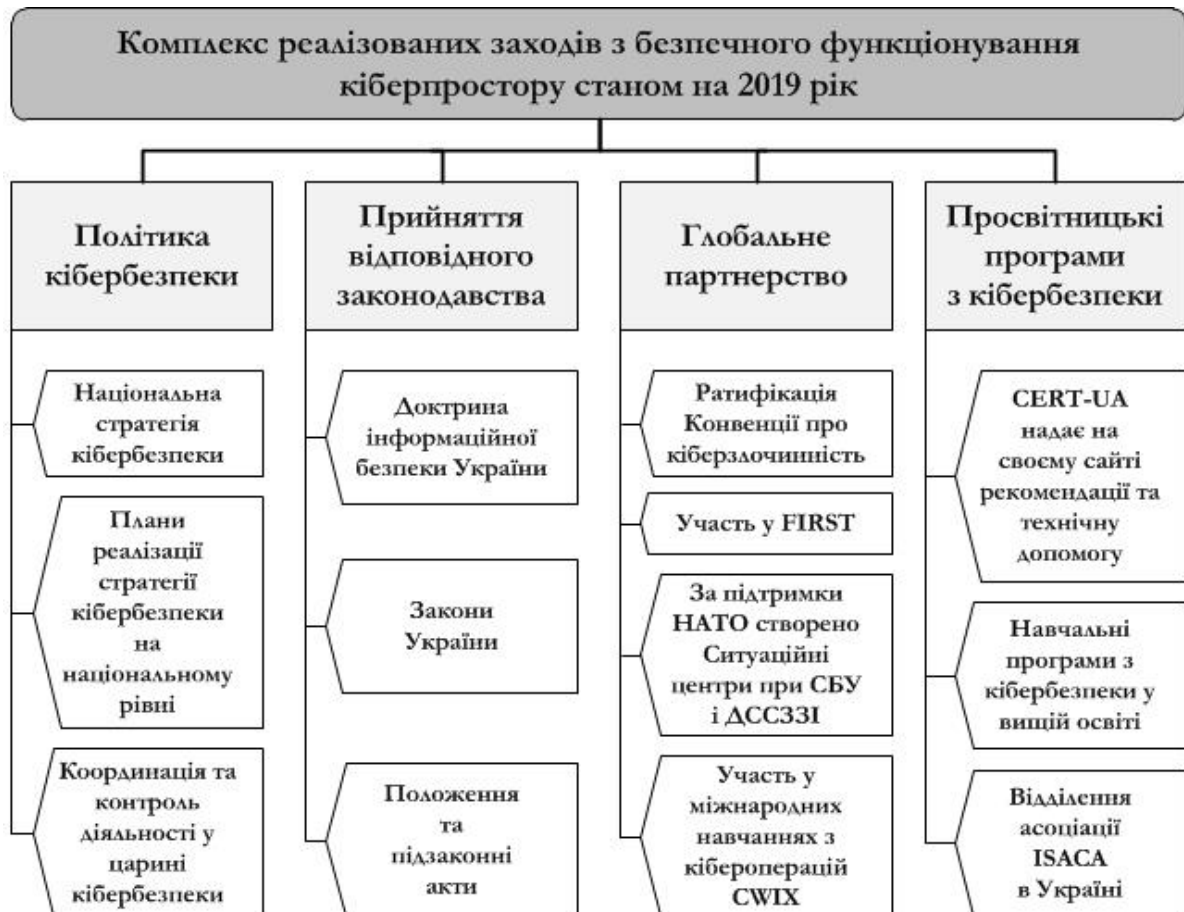 Комплекс реалізованих заходів з безпечного функціонування
кіберпростору станом на 2019 рік
Політика
кібербезпеки
Національна
стратегія
кібербезпеки
Плани
реалізації
стратегії
кібербезпеки
на
національному
рівні
Координація та
контроль
діяльності у
царині
кібербезпеки
Прийняття
відповідного
законодавства
Доктрина
інформаційної
безпеки України
Закони
України
Положення
та
підзаконні
акти
Глобальне
партнерство
Ратифікація
Конвенції про
кіберзлочинність
Участь у FIRST
За підтримки
НАТО створено
Ситуаційні
центри при СБУ
і ДССЗЗІ
Участь у
міжнародних
навчаннях з
кібероперацій
CWIX
Просвітницькі
програми
з кібербезпеки
CERT-UA
надає на
своєму сайті
рекомендації та
технічну
допомогу
Навчальні
програми з
кібербезпеки у
вищій освіті
Відділення
асоціації
ISACA
в Україні